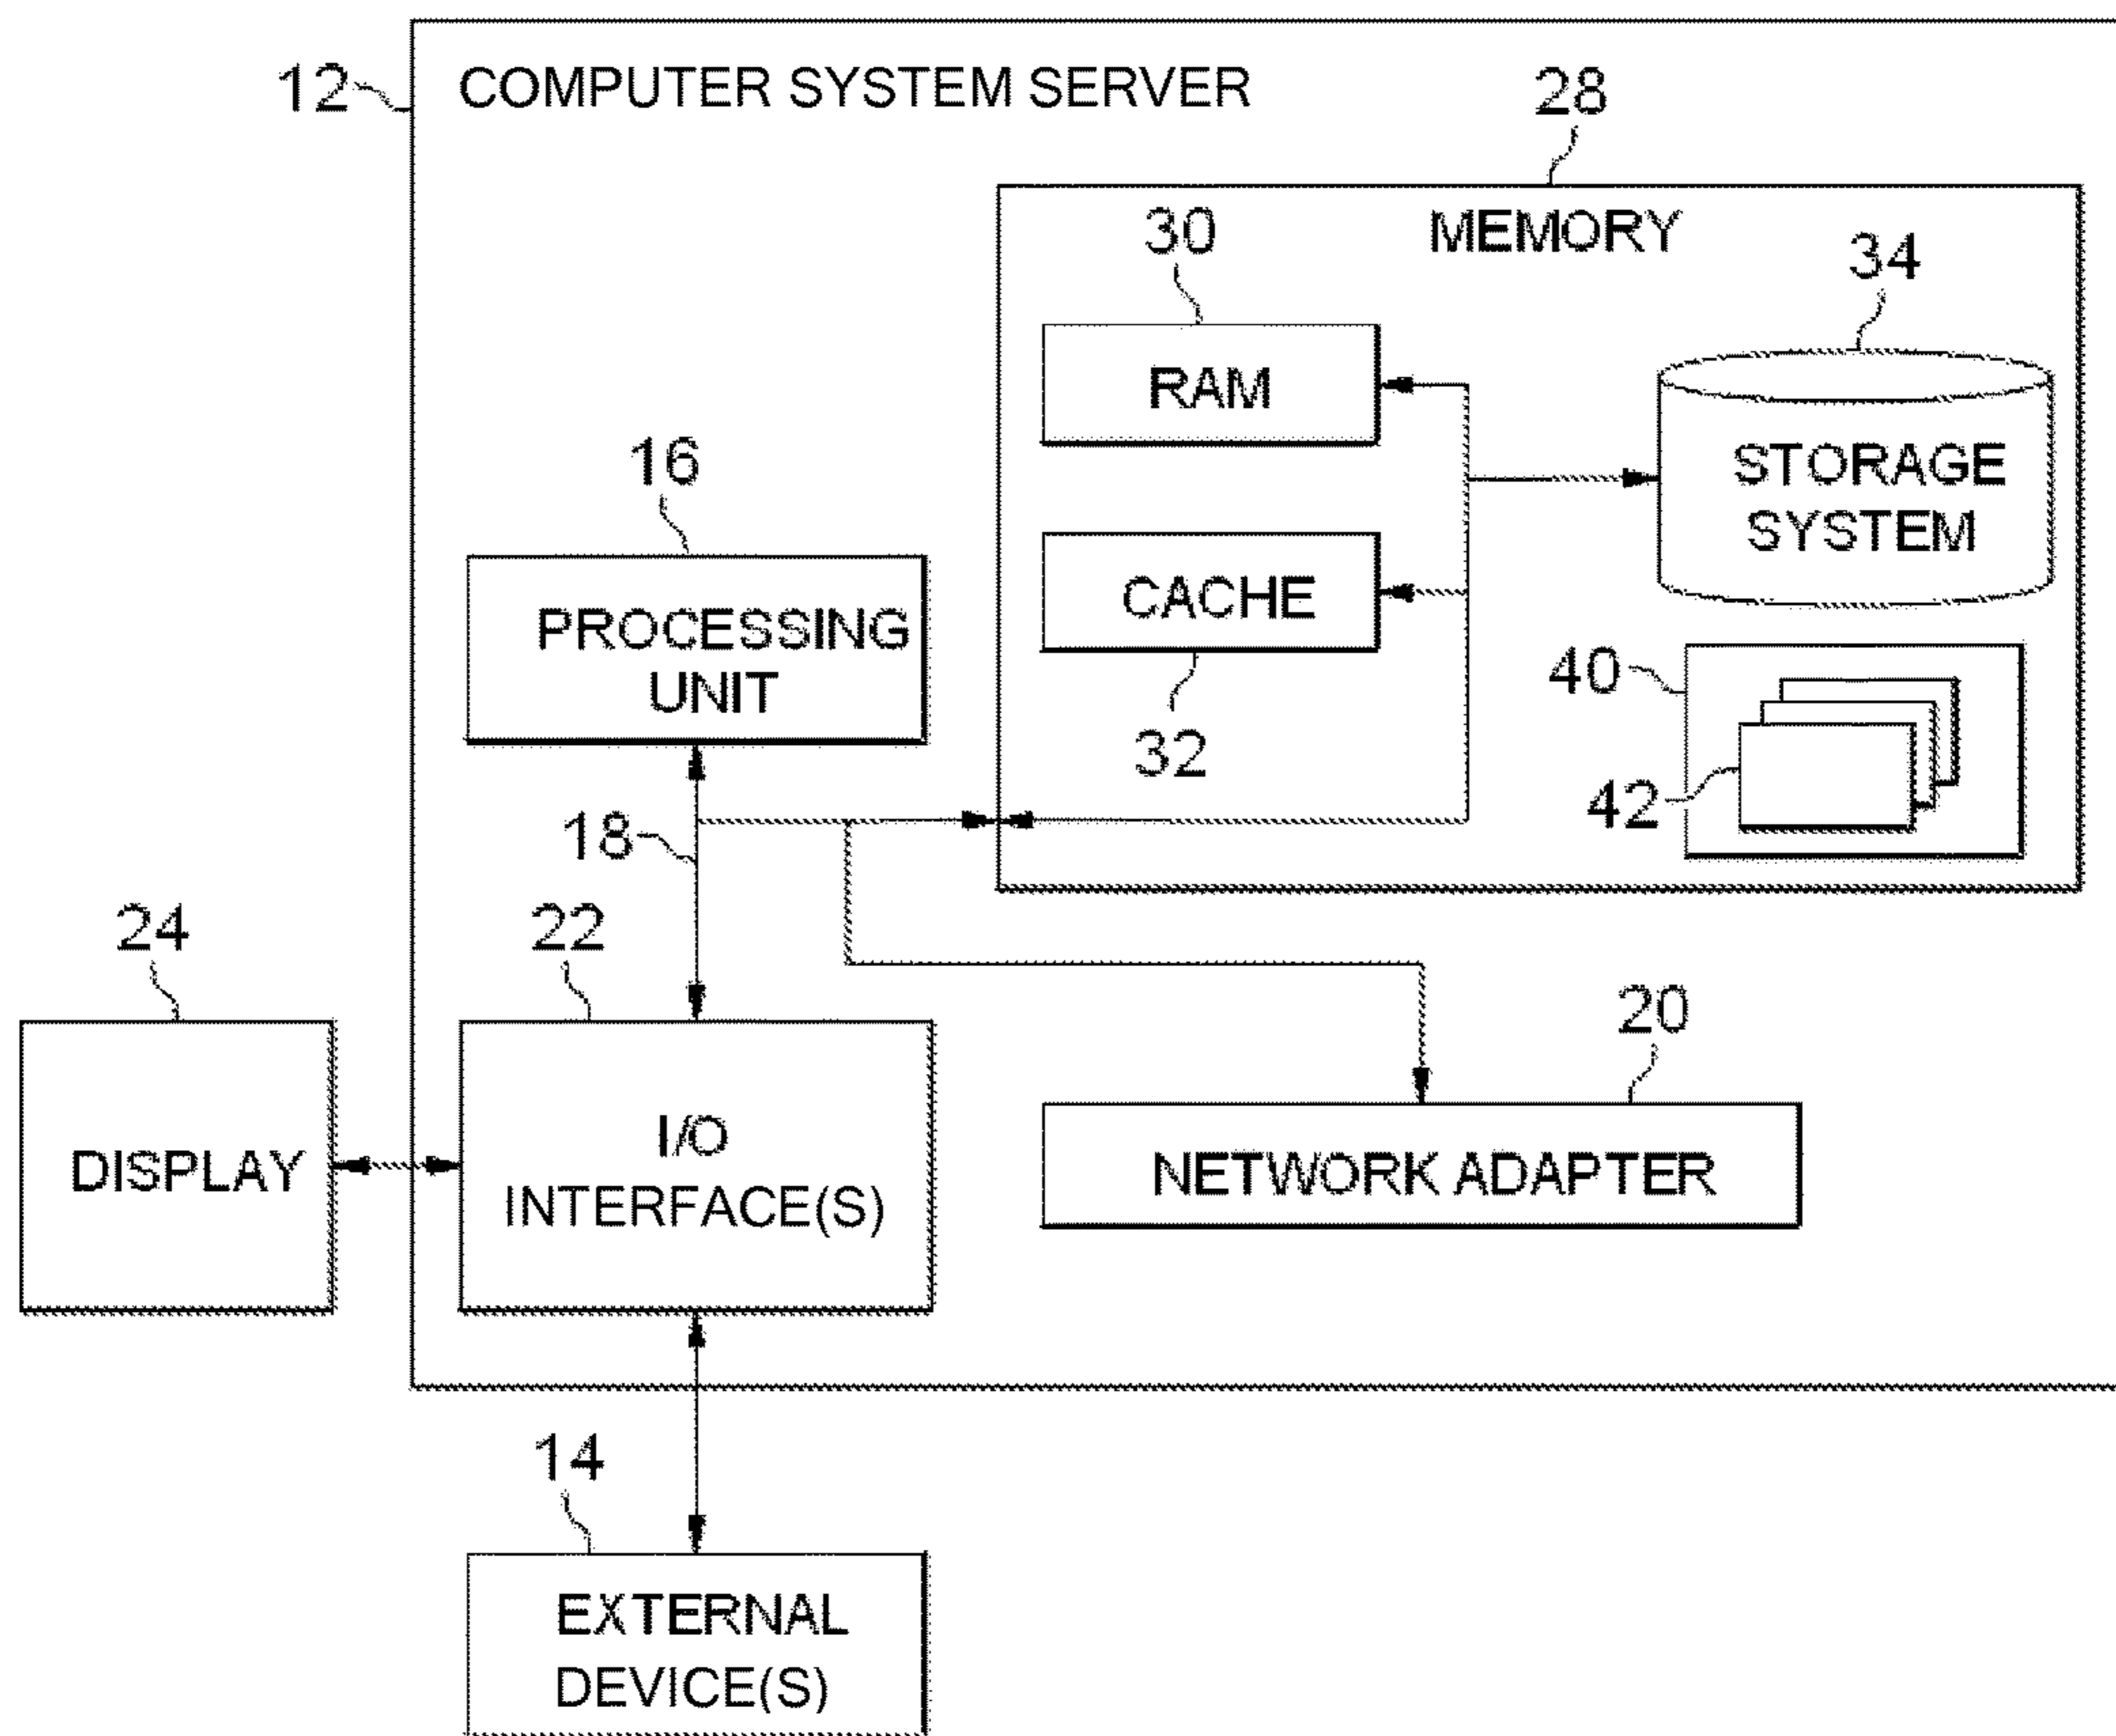 12
COMPUTER SYSTEM SERVER
28
MEMORY
30
34
RAM
STORAGE
SYSTEM
16
PROCESSING
UNIT
CACHE
32
40
42
18
24
22
20
DISPLAY
I/O
INTERFACE(S)
NETWORK ADAPTER
14
EXTERNAL
DEVICE(S)